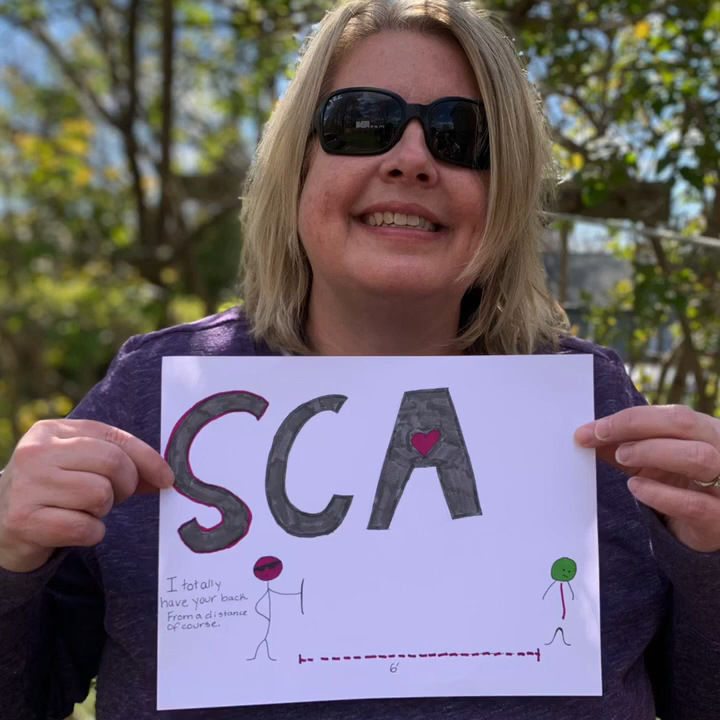 SCA
I totally
have your back
From a distance
of course.
6'